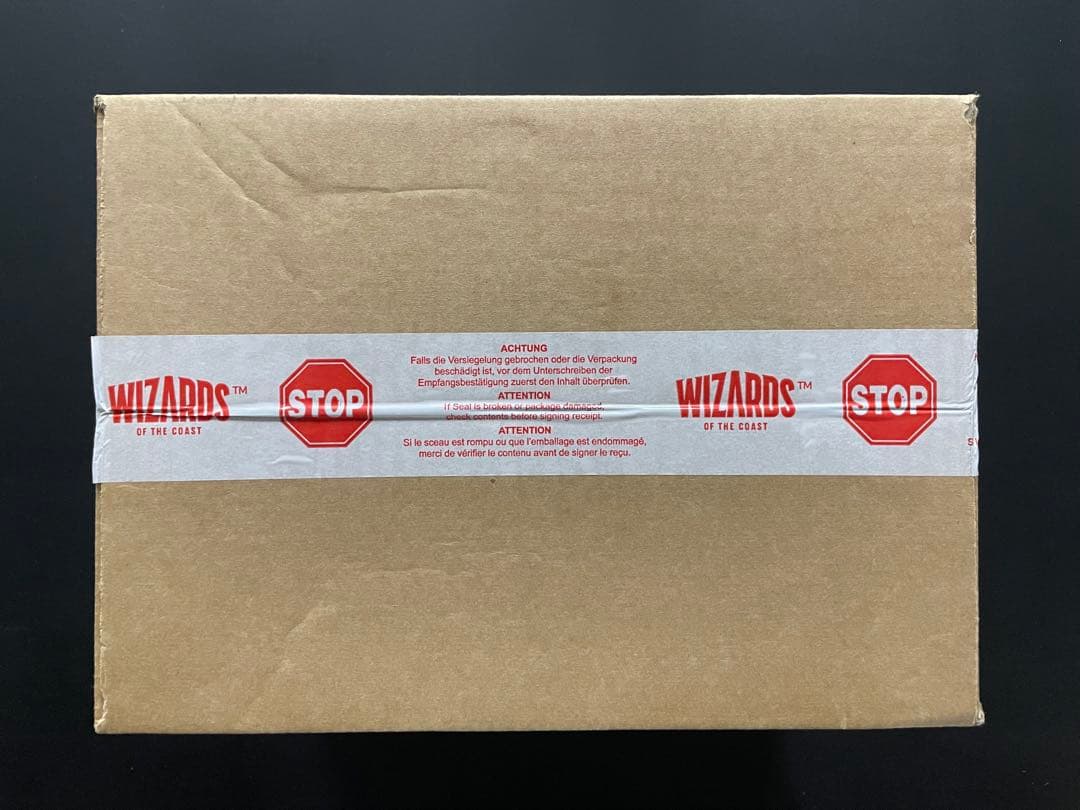 WIZARDS™
OF THE COAST
STOP
ACHTUNG
Falls die Versiegelung gebrochen oder die Verpackung
beschädigt ist, vor dem Unterschreiben der
Empfangsbestätigung zuerst den Inhalt überprüfen.
ATTENTION
If Seal is broken or package damaged,
check contents before signing receipt.
ATTENTION
Si le sceau est rompu ou que l'emballage est endommagé,
merci de vérifier le contenu avant de signer le reçu.
WIZARDS™
OF THE COAST
STOP